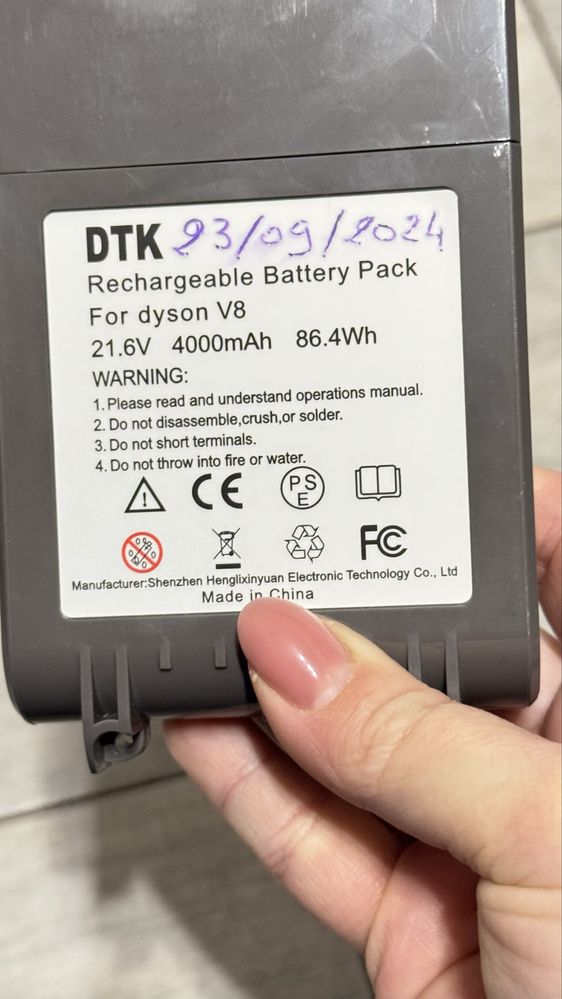 DTK 23/09/2024
Rechargeable Battery Pack
For dyson V8
21.6V 4000mAh 86.4Wh
WARNING:
1. Please read and understand operations manual.
2. Do not disassemble,crush,or solder.
3. Do not short terminals.
4. Do not throw into fire or water.
CE PSE
FC
Manufacturer:Shenzhen Henglixinyuan Electronic Technology Co., Ltd
Made in China